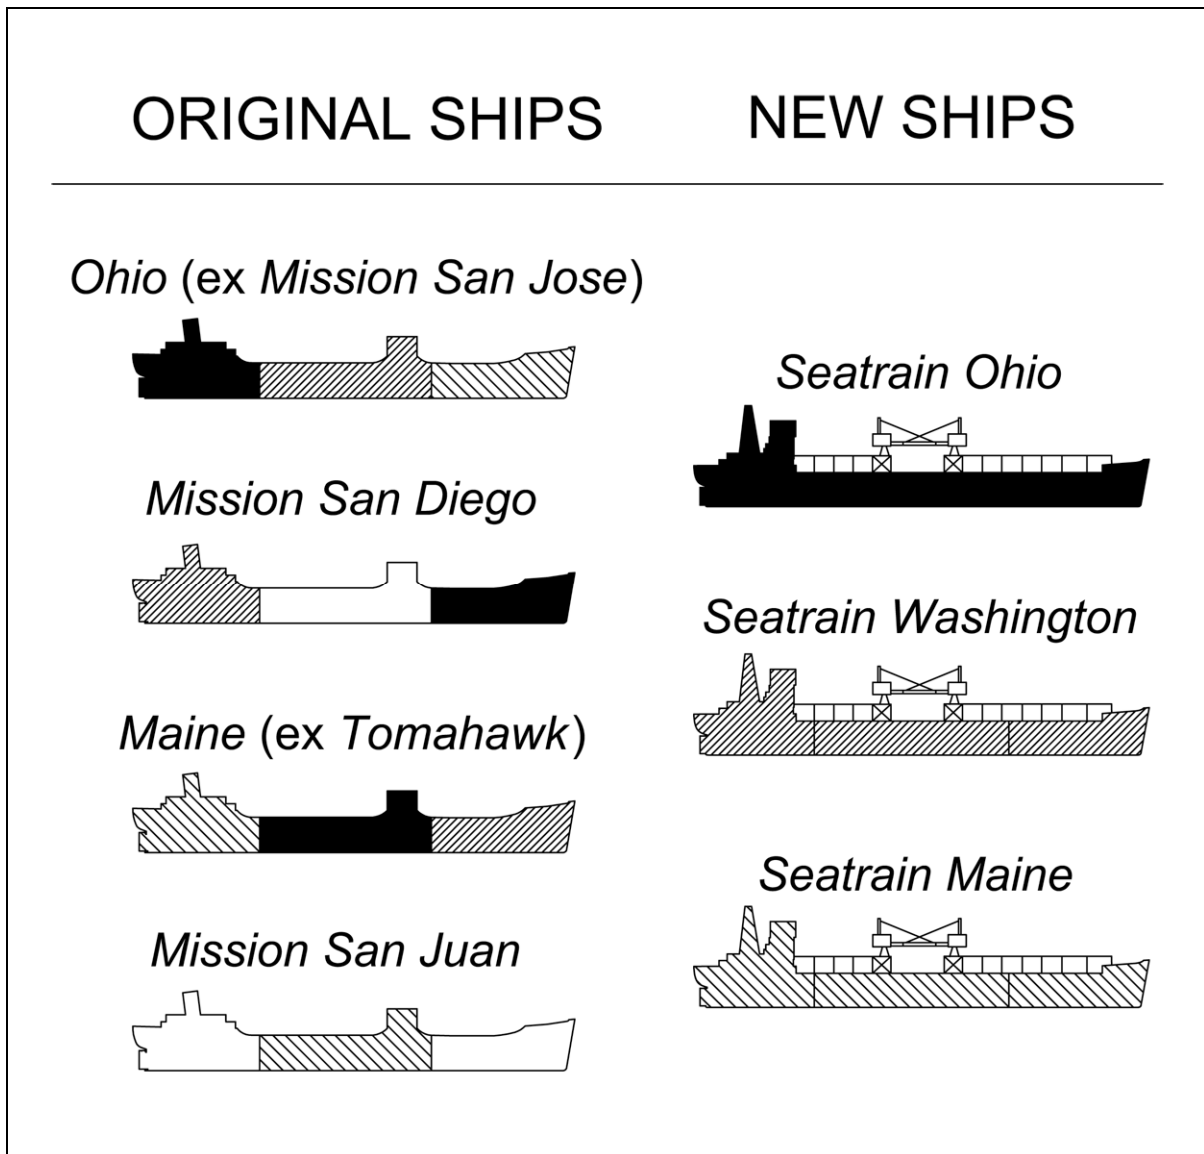 ORIGINAL SHIPS
NEW SHIPS
Ohio (ex Mission San Jose)
Mission San Diego
Maine (ex Tomahawk)
Mission San Juan
Seatrain Ohio
Seatrain Washington
Seatrain Maine